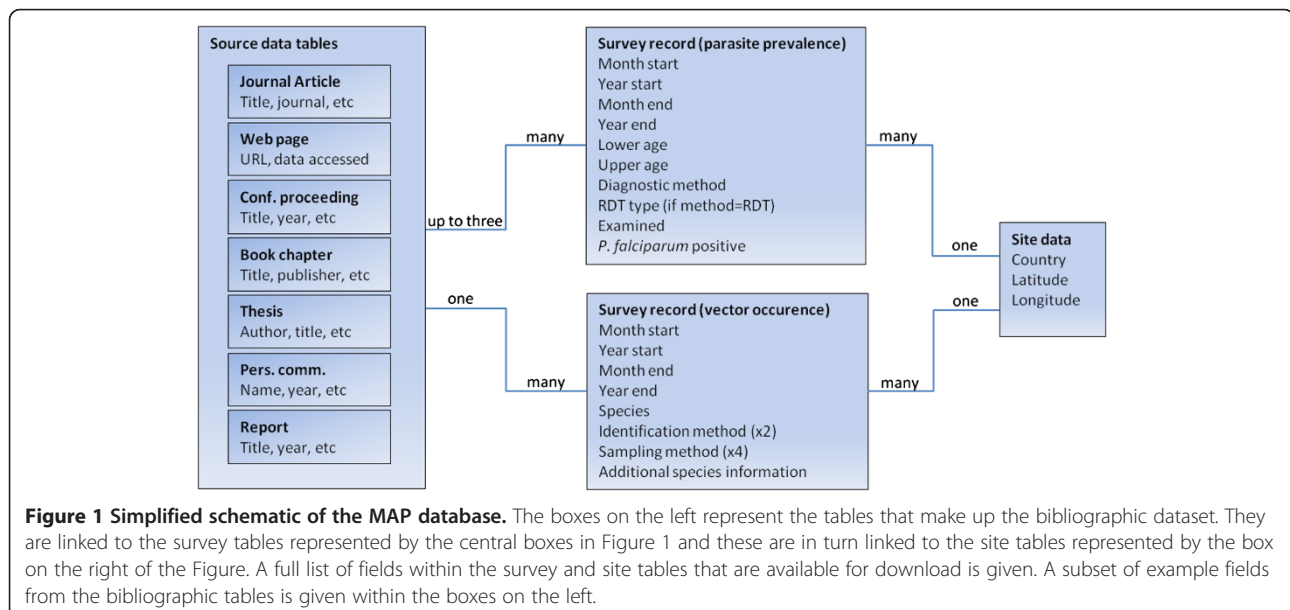 Source data tables
Journal Article
Title, journal, etc
Web page
URL, data accessed
Conf. proceeding
Title, year, etc
Book chapter
Title, publisher, etc
Thesis
Author, title, etc
Pers. comm.
Name, year, etc
Report
Title, year, etc
up to three
many
one
many
Survey record (parasite prevalence)
Month start
Year start
Month end
Year end
Lower age
Upper age
Diagnostic method
RDT type (if method=RDT)
Examined
P. falciparum positive
Survey record (vector occurence)
Month start
Year start
Month end
Year end
Species
Identification method (x2)
Sampling method (x4)
Additional species information
many
one
many
one
Site data
Country
Latitude
Longitude
Figure 1 Simplified schematic of the MAP database. The boxes on the left represent the tables that make up the bibliographic dataset. They
are linked to the survey tables represented by the central boxes in Figure 1 and these are in turn linked to the site tables represented by the box
on the right of the Figure. A full list of fields within the survey and site tables that are available for download is given. A subset of example fields
from the bibliographic tables is given within the boxes on the left.